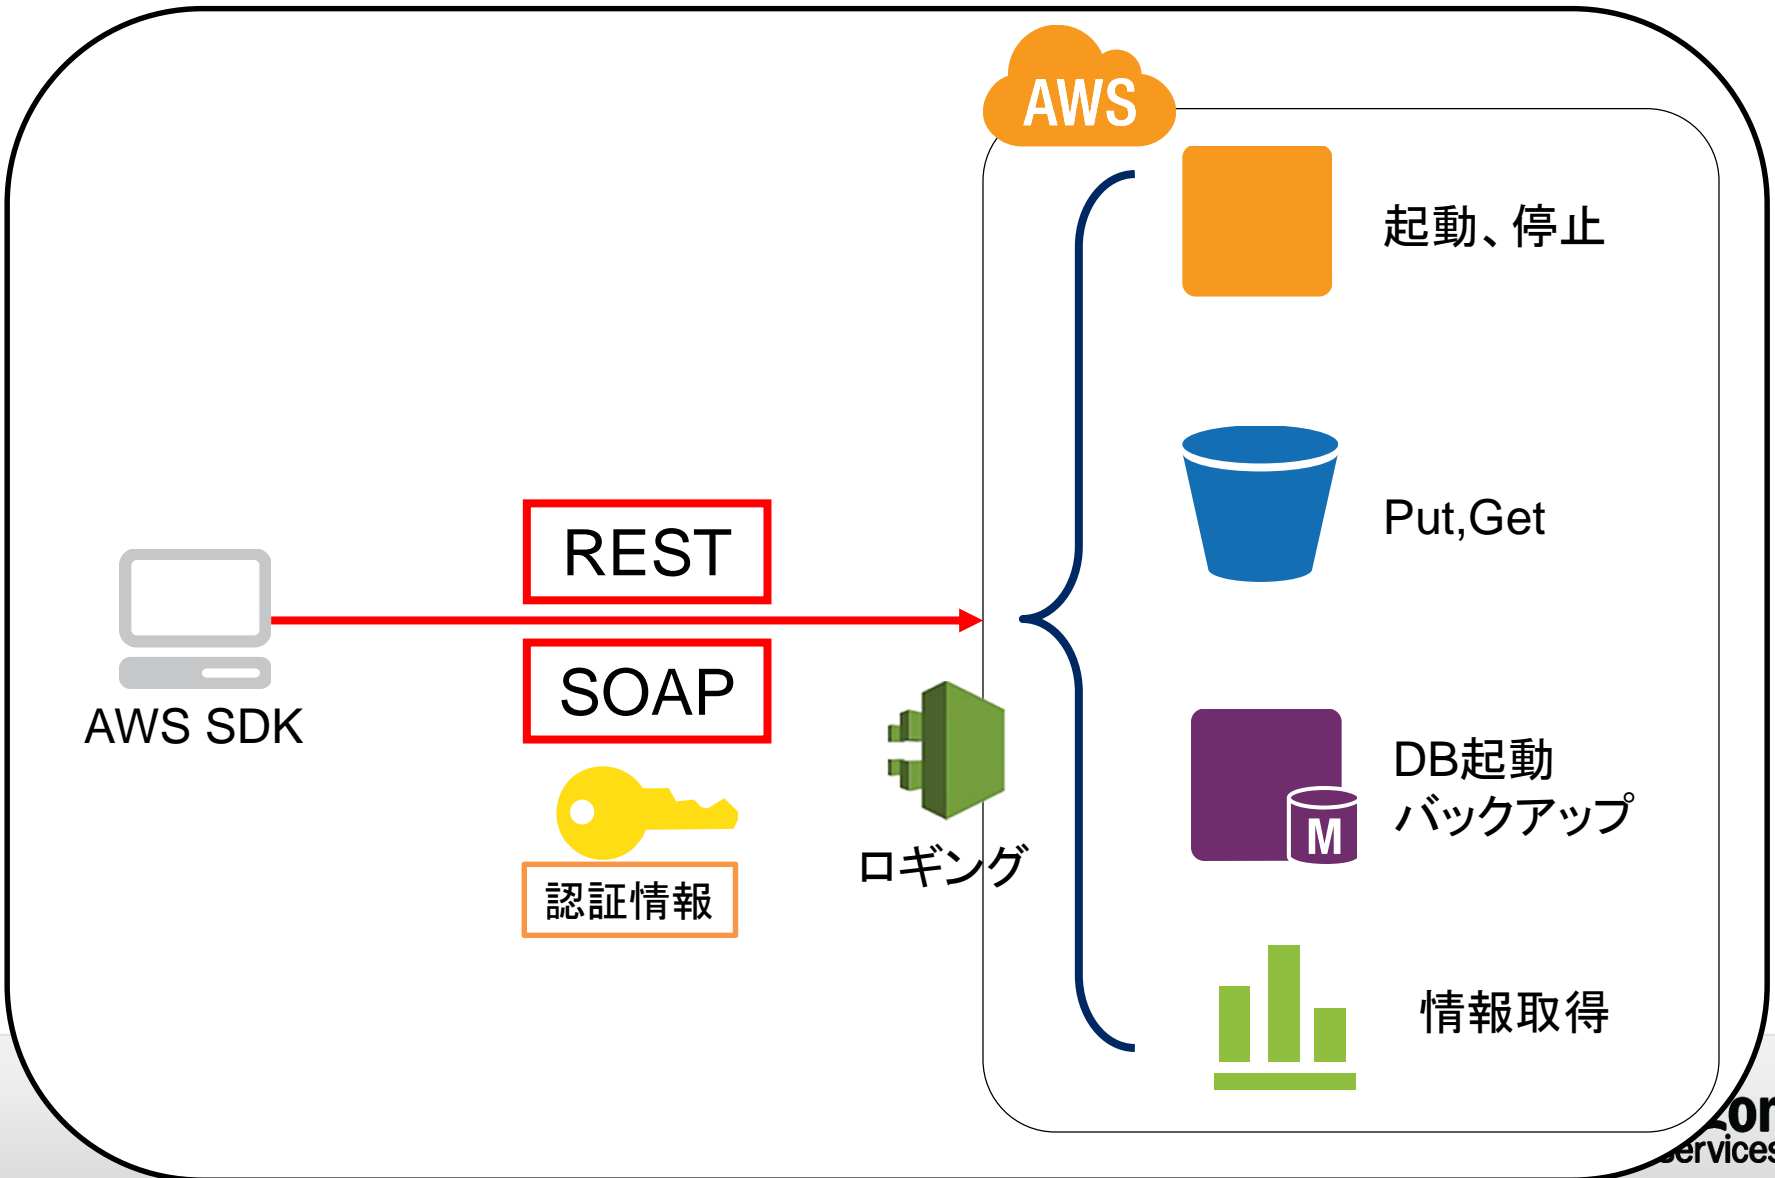 AWS
起動、停止
Put,Get
REST
SOAP
AWS SDK
DB起動
バックアップ
M
ロギング
認証情報
情報取得